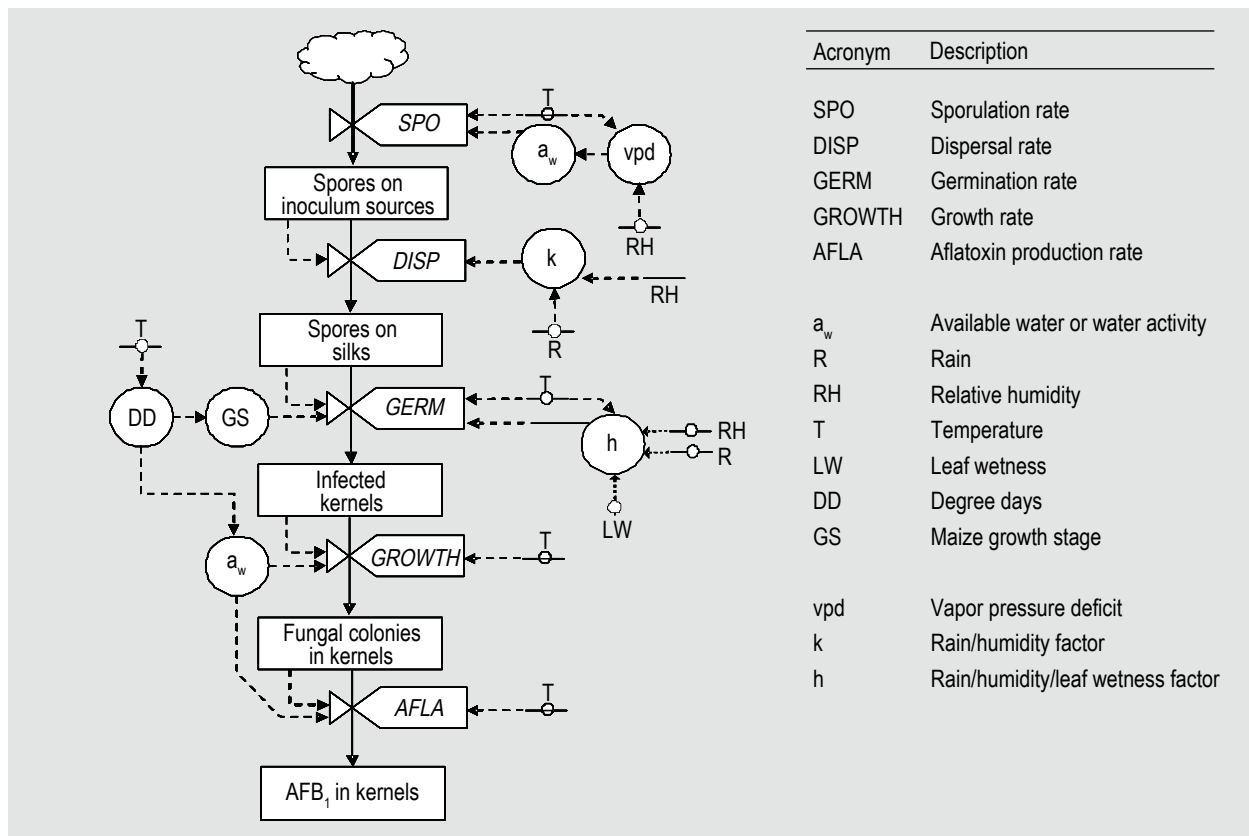 T
SPO
a_w
vpd
Spores on
inoculum sources
RH
DISP
k
RH
R
Spores on
silks
T
T
DD
GS
GERM
h
RH
R
LW
Infected
kernels
a_w
GROWTH
T
Fungal colonies
in kernels
AFLA
T
AFB₁ in kernels
Acronym Description
SPO Sporulation rate
DISP Dispersal rate
GERM Germination rate
GROWTH Growth rate
AFLA Aflatoxin production rate
a_w Available water or water activity
R Rain
RH Relative humidity
T Temperature
LW Leaf wetness
DD Degree days
GS Maize growth stage
vpd Vapor pressure deficit
k Rain/humidity factor
h Rain/humidity/leaf wetness factor